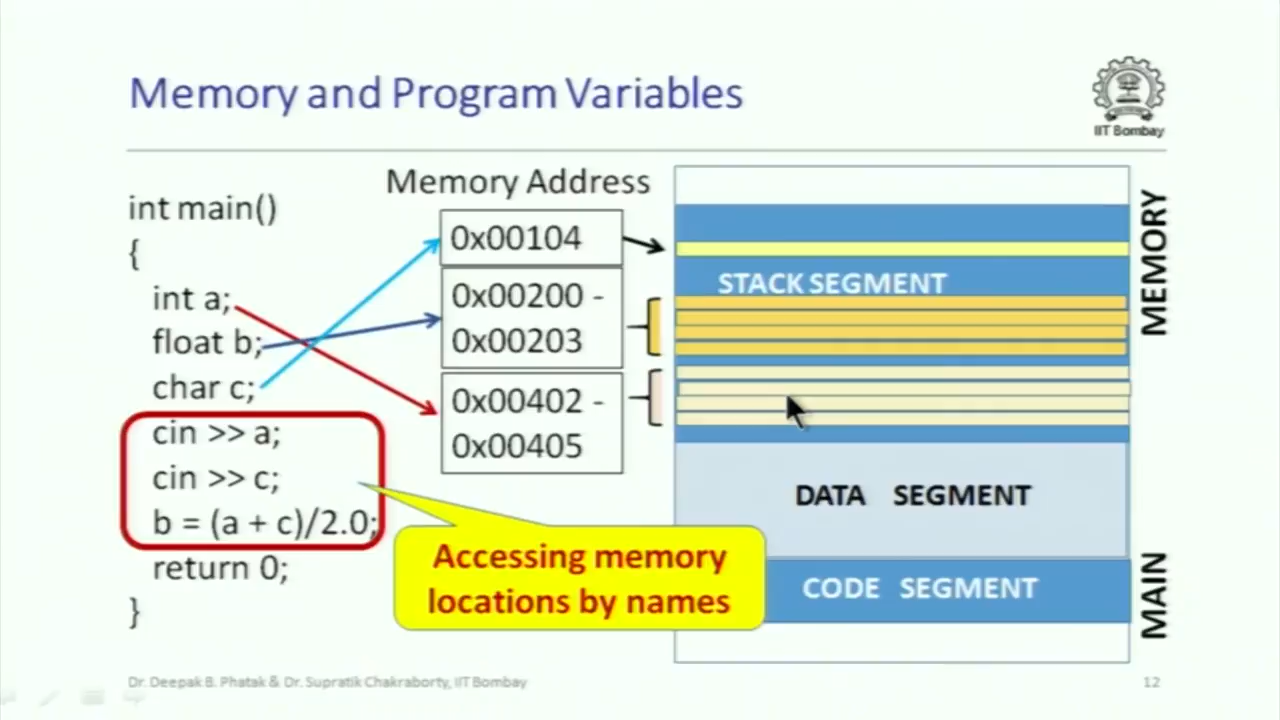 Memory and Program Variables
IIT Bombay
int main()
{
int a;
float b;
char c;
cin >> a;
cin >> c;
b = (a + c)/2.0;
return 0;
}
Memory Address
0x00104
0x00200 -
0x00203
0x00402 -
0x00405
Accessing memory
locations by names
STACK SEGMENT
DATA SEGMENT
CODE SEGMENT
MAIN MEMORY
Dr. Deepak B. Phatak & Dr. Supratik Chakraborty, IIT Bombay
12